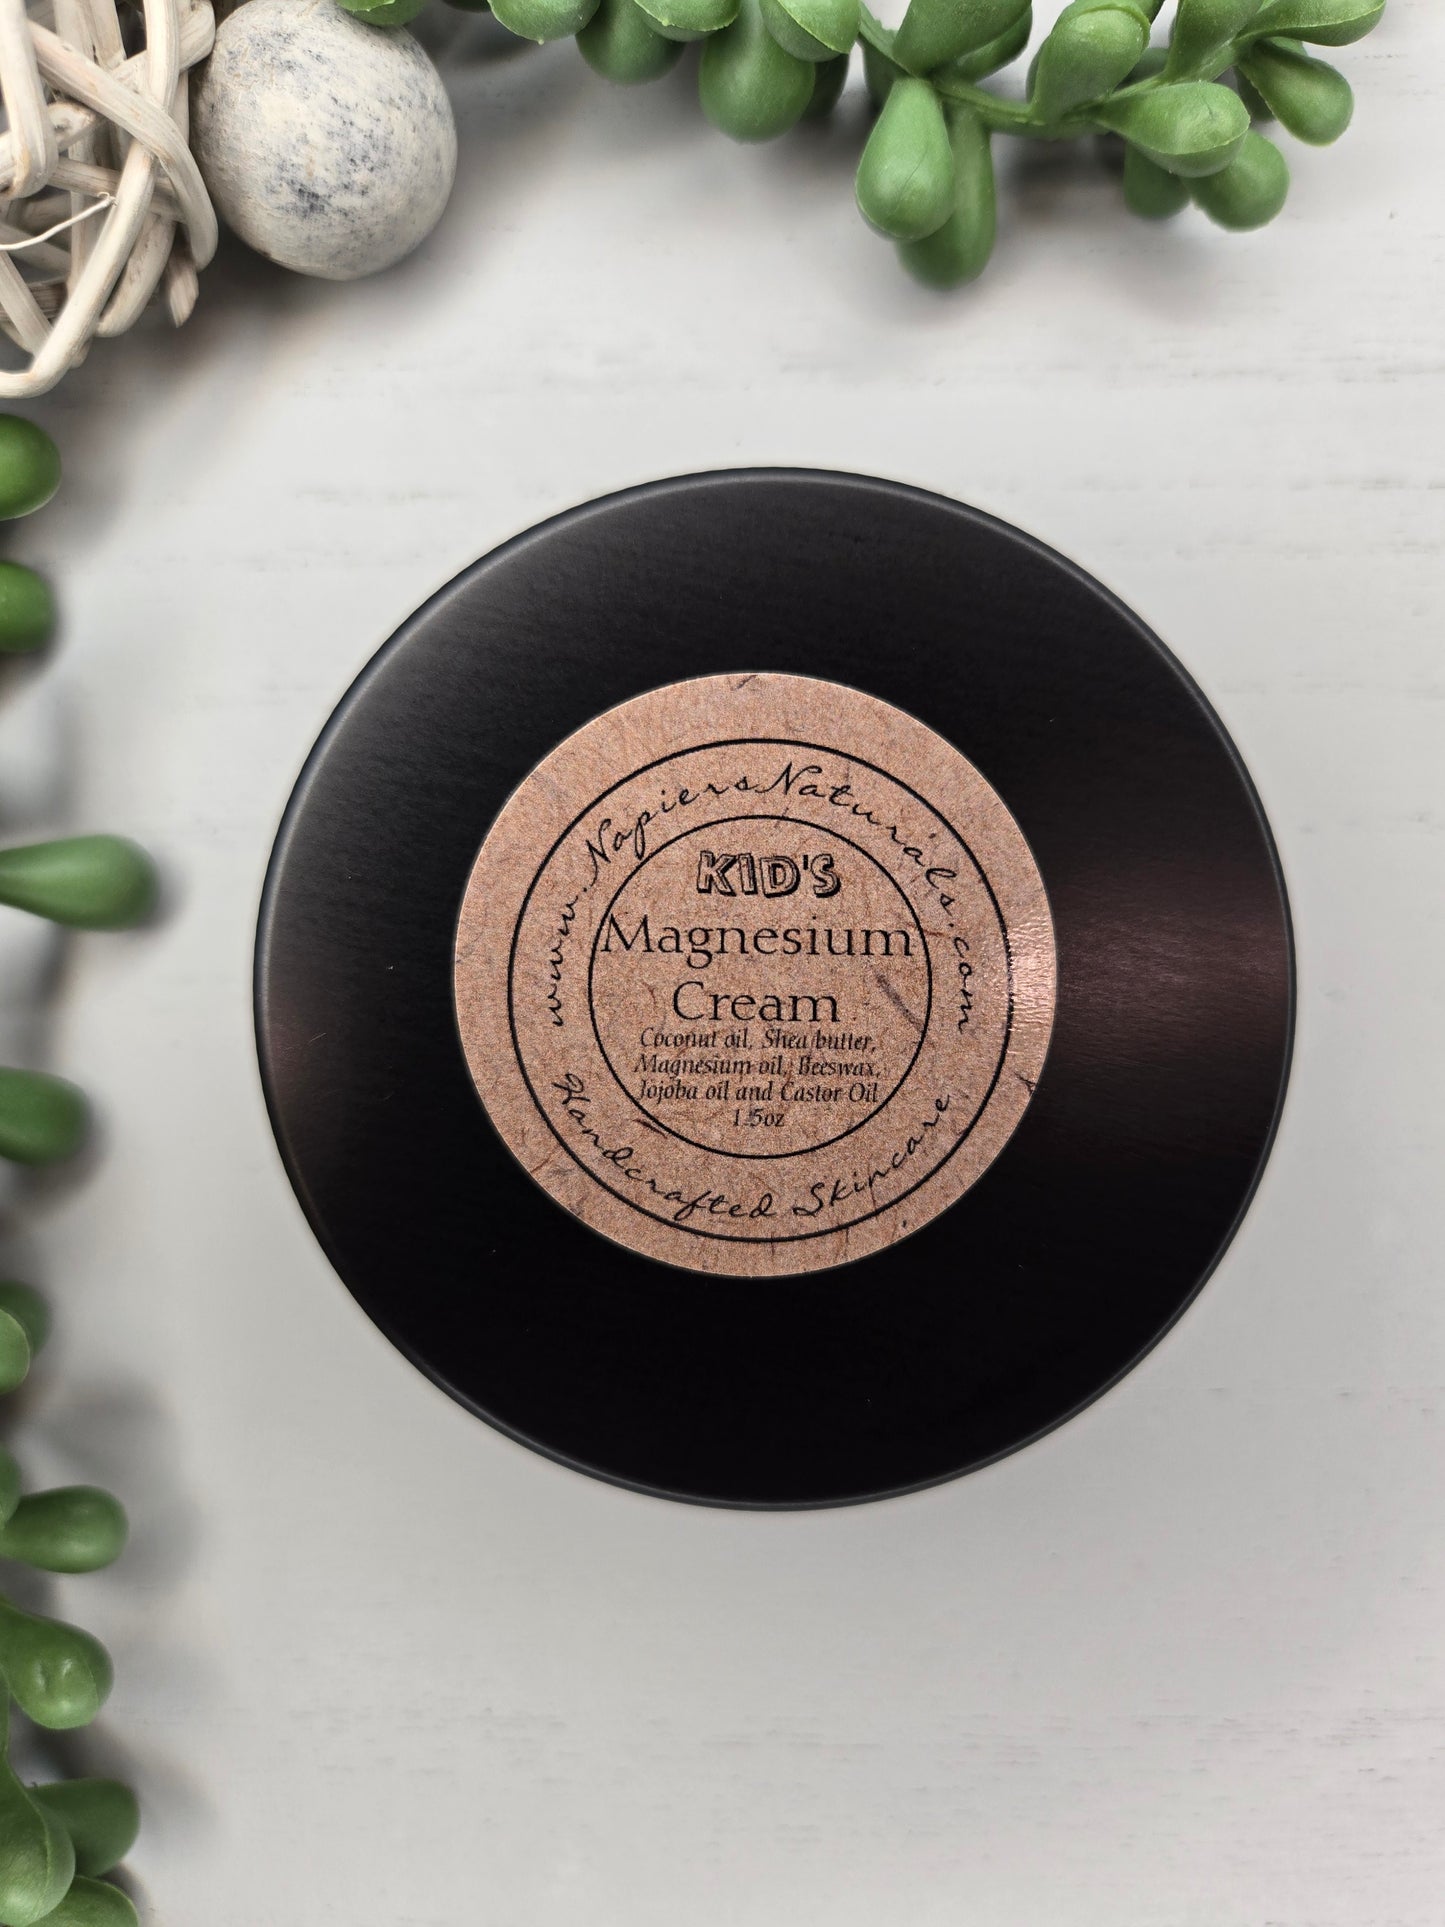 www.NapiersNaturals.com
KID'S
Magnesium
Cream
Coconut oil, Shea butter,
Magnesium oil, Beeswax,
Jojoba oil and Castor Oil
1.5oz
Handcrafted Skincare